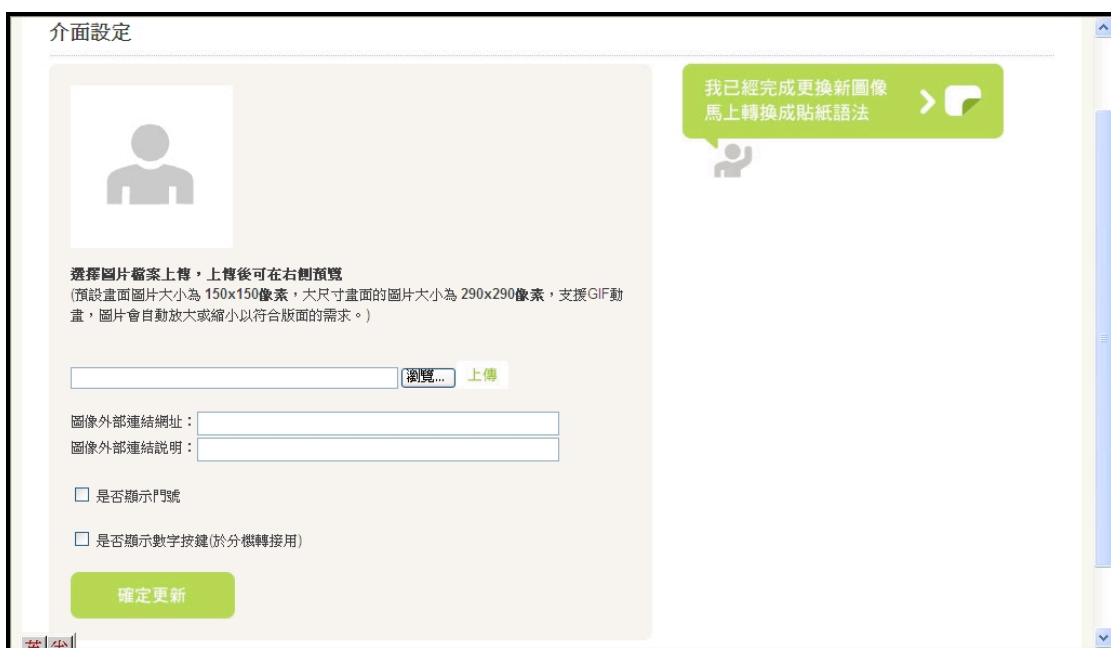 介面設定
我已經完成更換新圖像
馬上轉換成貼紙語法
選擇圖片檔案上傳，上傳後可在右側預覽
(預設畫面圖片大小為 150x150像素，大尺寸畫面的圖片大小為 290x290像素，支援GIF動
畫，圖片會自動放大或縮小以符合版面的需求。)
瀏覽... 上傳
圖像外部連結網址：
圖像外部連結說明：
是否顯示門號
是否顯示數字按鍵(於分機轉接用)
確定更新